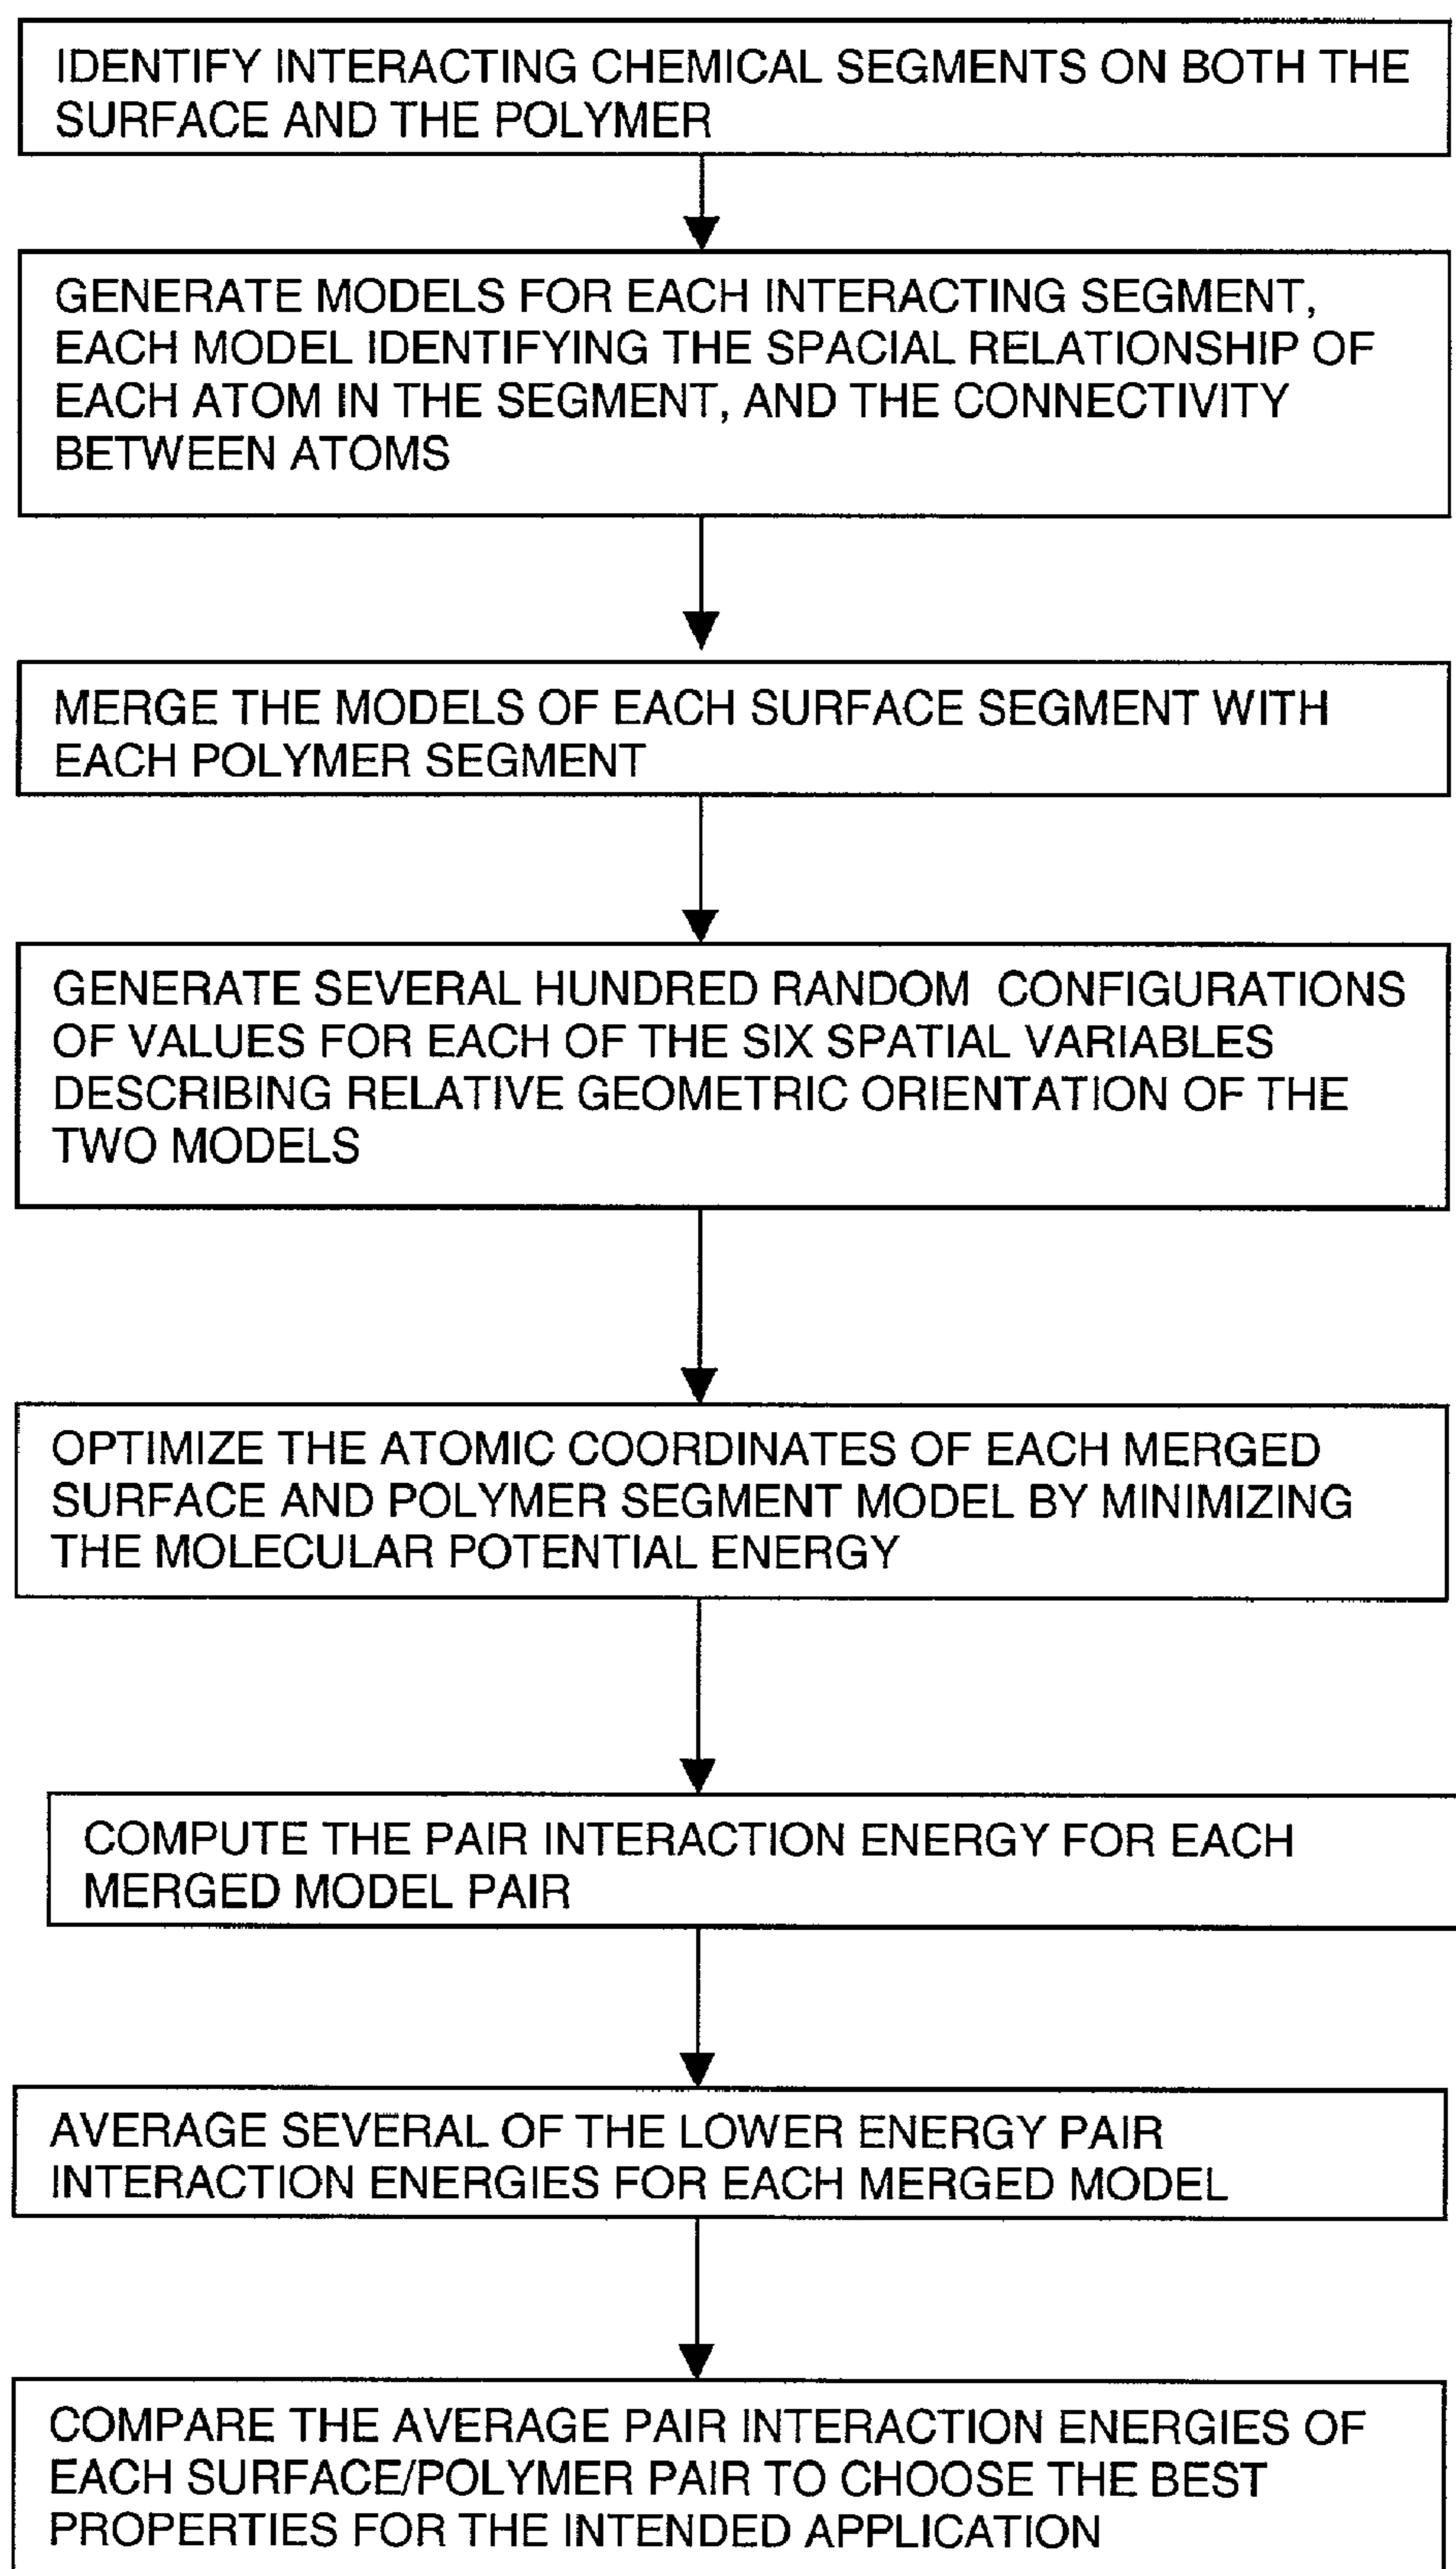 IDENTIFY INTERACTING CHEMICAL SEGMENTS ON BOTH THE
SURFACE AND THE POLYMER
GENERATE MODELS FOR EACH INTERACTING SEGMENT,
EACH MODEL IDENTIFYING THE SPACIAL RELATIONSHIP OF
EACH ATOM IN THE SEGMENT, AND THE CONNECTIVITY
BETWEEN ATOMS
MERGE THE MODELS OF EACH SURFACE SEGMENT WITH
EACH POLYMER SEGMENT
GENERATE SEVERAL HUNDRED RANDOM CONFIGURATIONS
OF VALUES FOR EACH OF THE SIX SPATIAL VARIABLES
DESCRIBING RELATIVE GEOMETRIC ORIENTATION OF THE
TWO MODELS
OPTIMIZE THE ATOMIC COORDINATES OF EACH MERGED
SURFACE AND POLYMER SEGMENT MODEL BY MINIMIZING
THE MOLECULAR POTENTIAL ENERGY
COMPUTE THE PAIR INTERACTION ENERGY FOR EACH
MERGED MODEL PAIR
AVERAGE SEVERAL OF THE LOWER ENERGY PAIR
INTERACTION ENERGIES FOR EACH MERGED MODEL
COMPARE THE AVERAGE PAIR INTERACTION ENERGIES OF
EACH SURFACE/POLYMER PAIR TO CHOOSE THE BEST
PROPERTIES FOR THE INTENDED APPLICATION